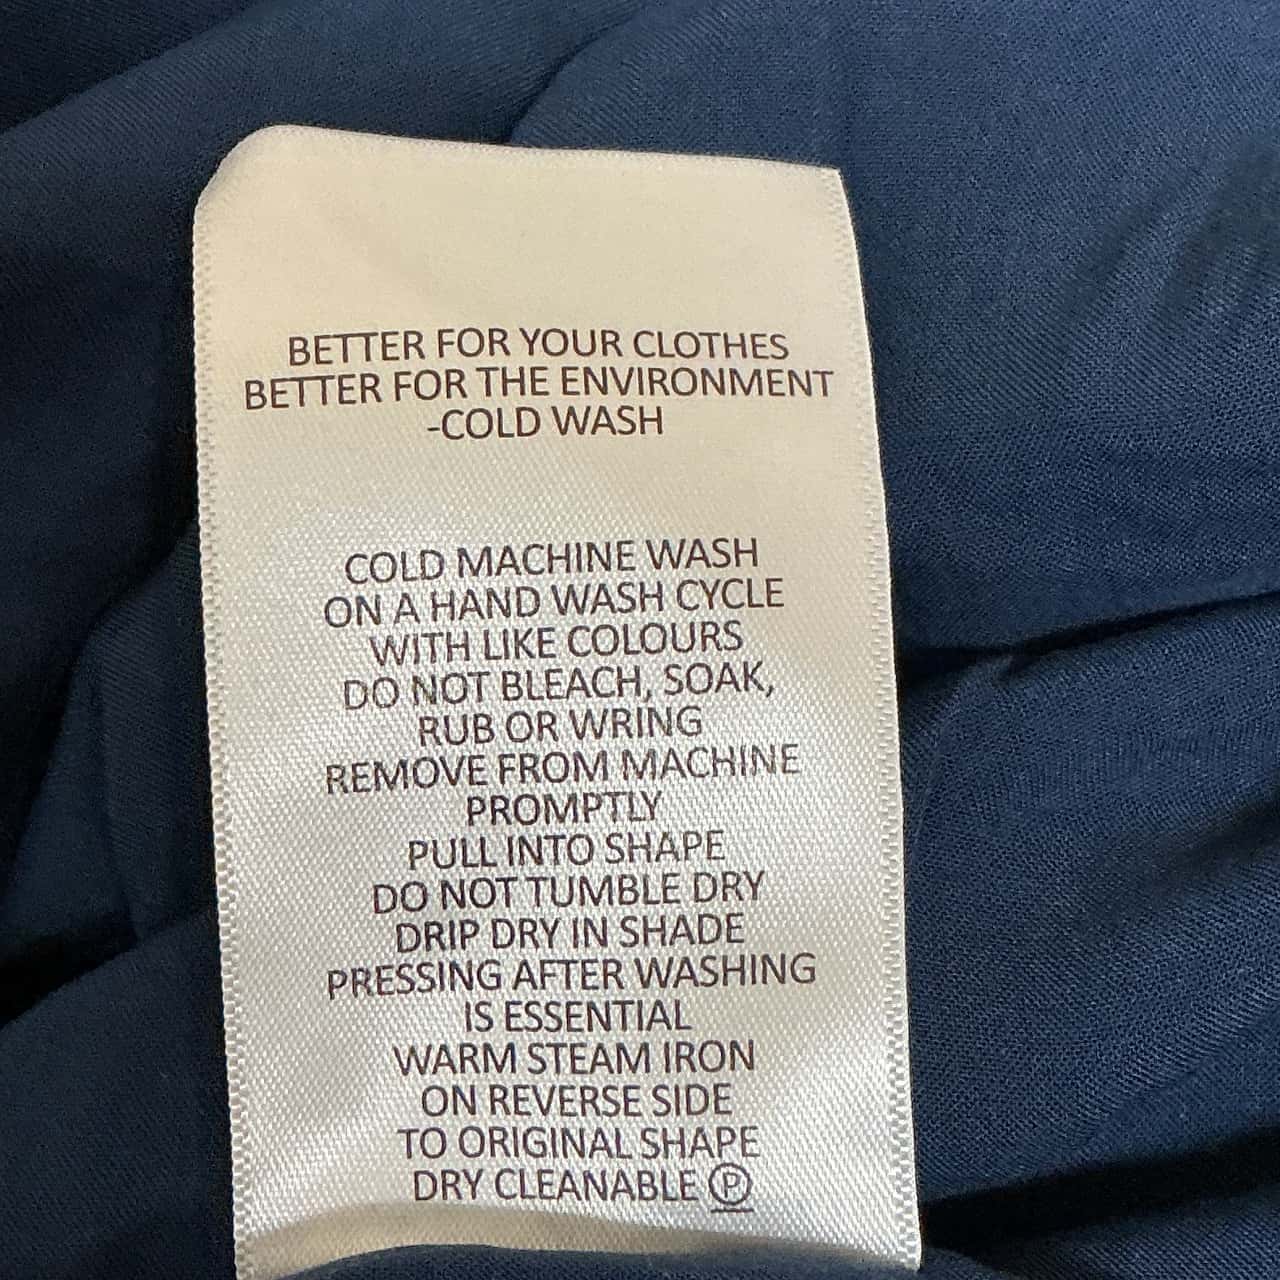 BETTER FOR YOUR CLOTHES
BETTER FOR THE ENVIRONMENT
-COLD WASH
COLD MACHINE WASH
ON A HAND WASH CYCLE
WITH LIKE COLOURS
DO NOT BLEACH, SOAK,
RUB OR WRING
REMOVE FROM MACHINE
PROMPTLY
PULL INTO SHAPE
DO NOT TUMBLE DRY
DRIP DRY IN SHADE
PRESSING AFTER WASHING
IS ESSENTIAL
WARM STEAM IRON
ON REVERSE SIDE
TO ORIGINAL SHAPE
DRY CLEANABLE Ⓟ